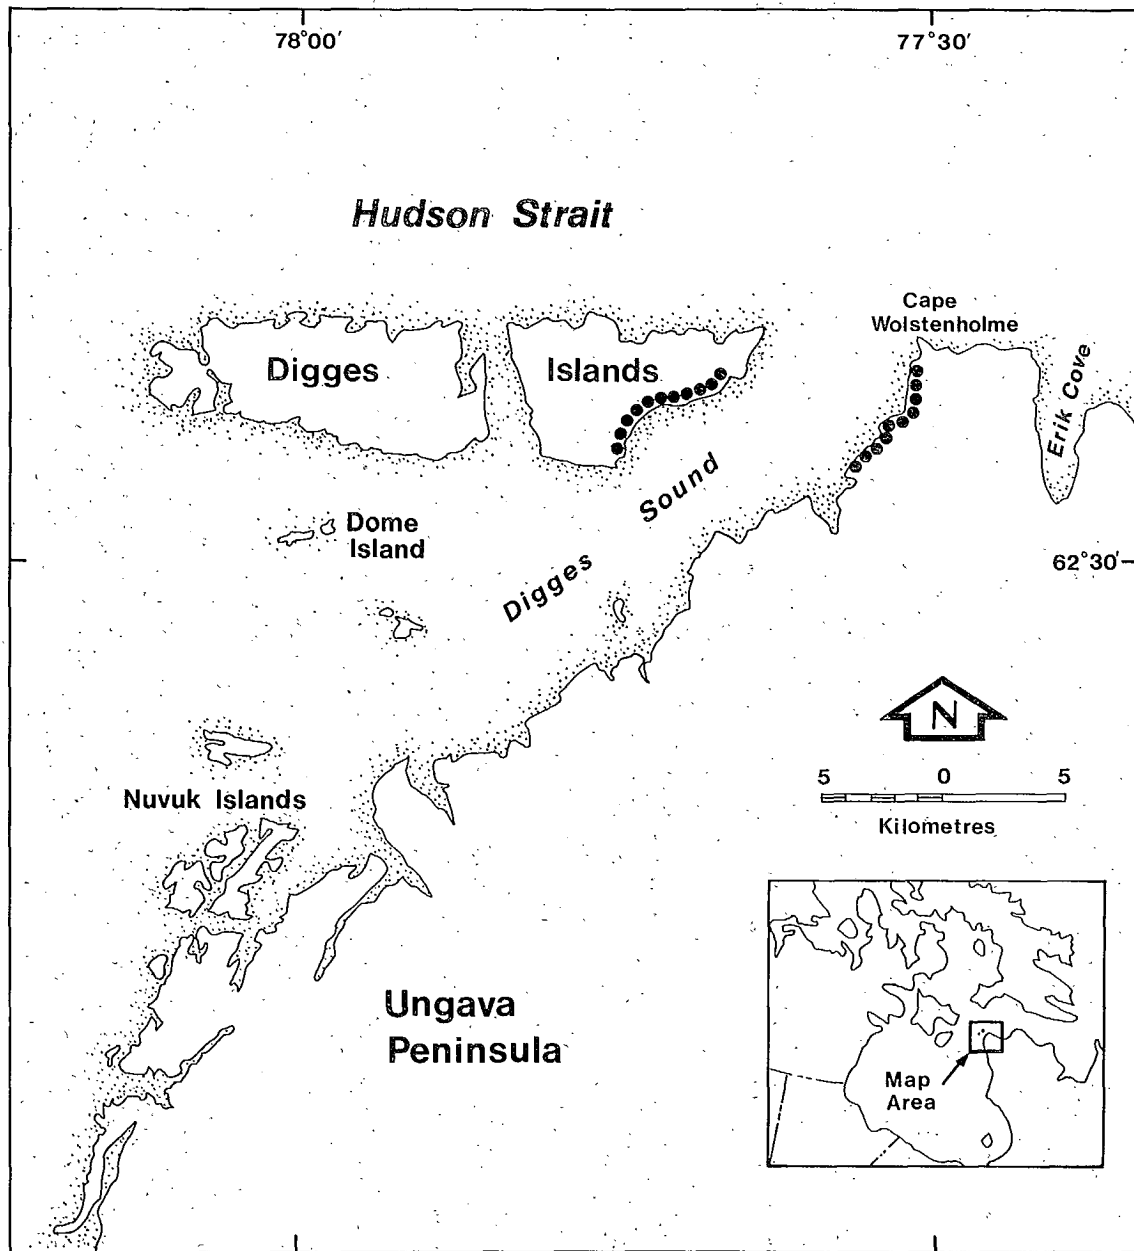 78°00′
77°30′
Hudson Strait
Cape
Wolstenholme
Digges
Islands
Erik Cove
Sound
Dome
Island
62°30′
Digges
N
5 0 5
Kilometres
Nuvuk Islands
Ungava
Peninsula
Map
Area